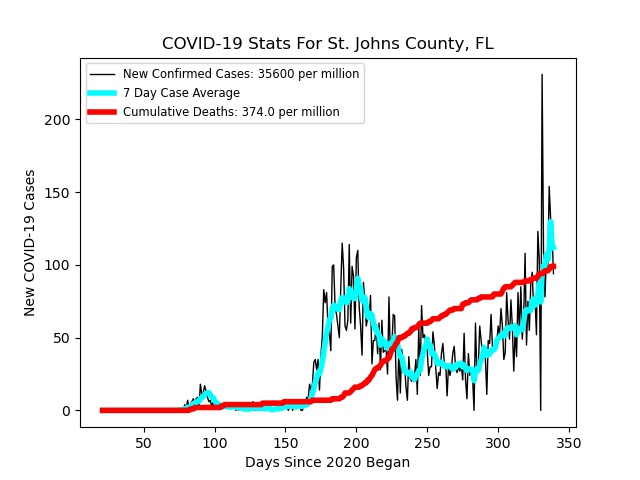 COVID-19 Stats For St. Johns County, FL
New Confirmed Cases: 35600 per million
7 Day Case Average
Cumulative Deaths: 374.0 per million
New COVID-19 Cases
200
150
100
50
0
50 100 150 200 250 300 350
Days Since 2020 Began